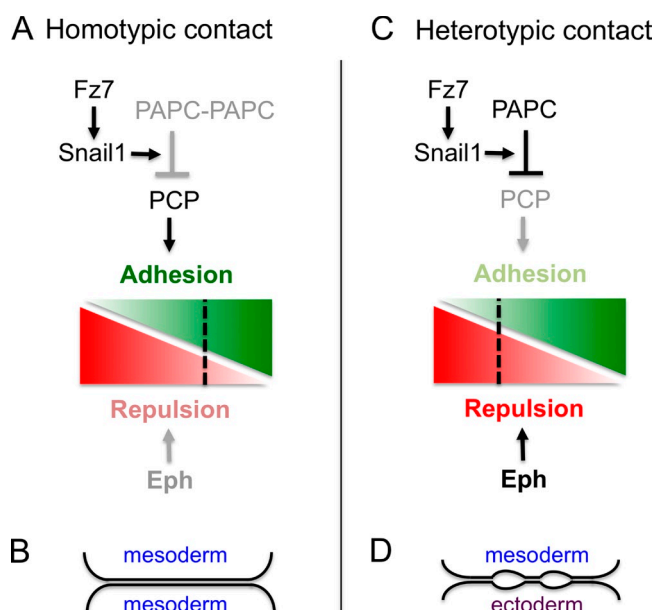 A Homotypic contact
Fz7
PAPC-PAPC
Snail1
PCP
Adhesion
Repulsion
Eph
B
mesoderm
mesoderm
C Heterotypic contact
Fz7
PAPC
Snail1
PCP
Adhesion
Repulsion
Eph
D
mesoderm
ectoderm